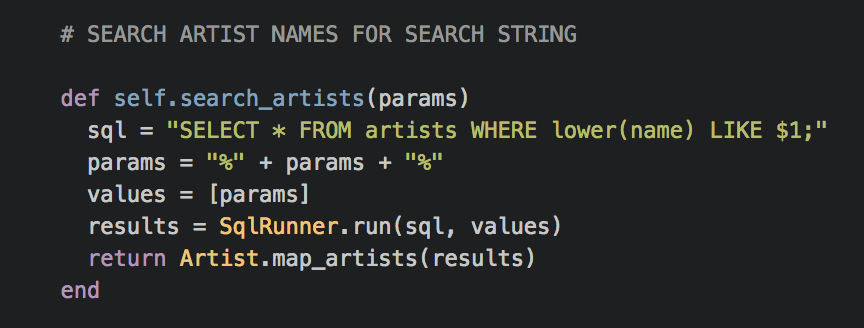 # SEARCH ARTIST NAMES FOR SEARCH STRING
def self.search_artists(params)
sql = "SELECT * FROM artists WHERE lower(name) LIKE $1;"
params = "%" + params + "%"
values = [params]
results = SqlRunner.run(sql, values)
return Artist.map_artists(results)
end